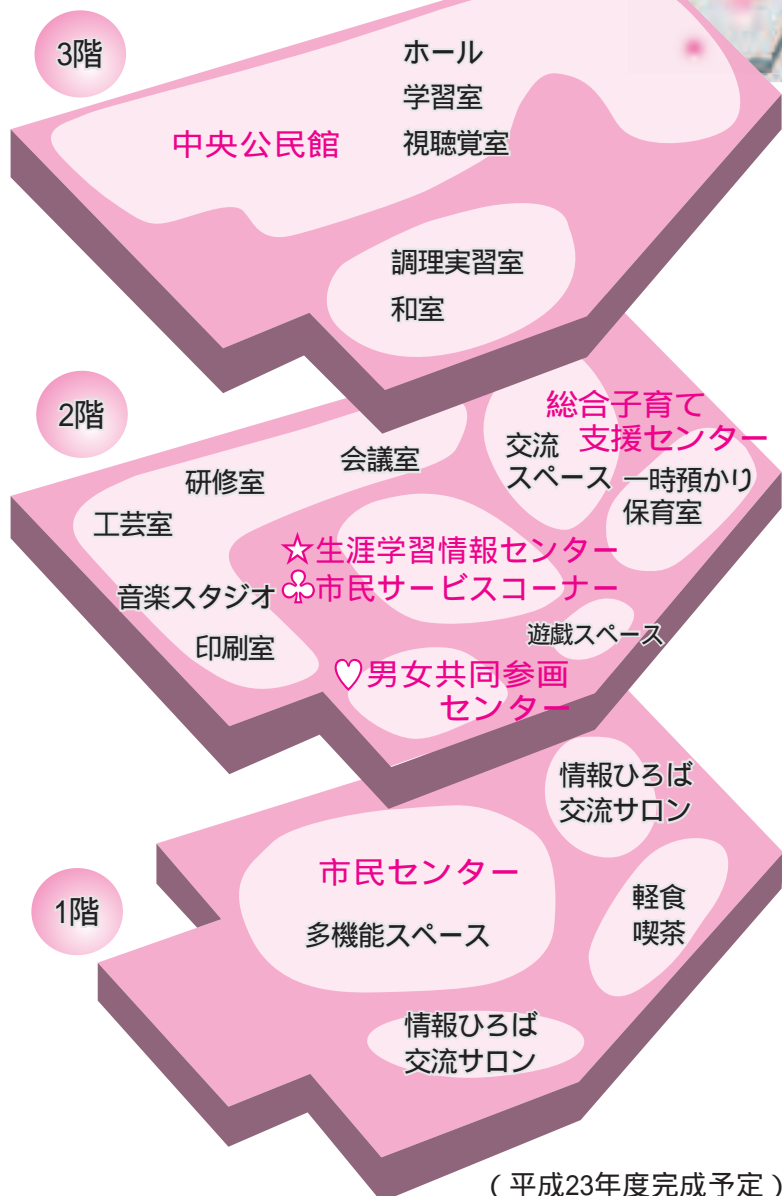 3階
中央公民館
ホール
学習室
視聴覚室
調理実習室
和室
2階
会議室
研修室
工芸室
音楽スタジオ
印刷室
総合子育て
支援センター
交流
スペース
一時預かり
保育室
☆生涯学習情報センター
♧市民サービスコーナー
遊戯スペース
♡男女共同参画
センター
1階
情報ひろば
交流サロン
市民センター
多機能スペース
軽食
喫茶
情報ひろば
交流サロン
(平成23年度完成予定)